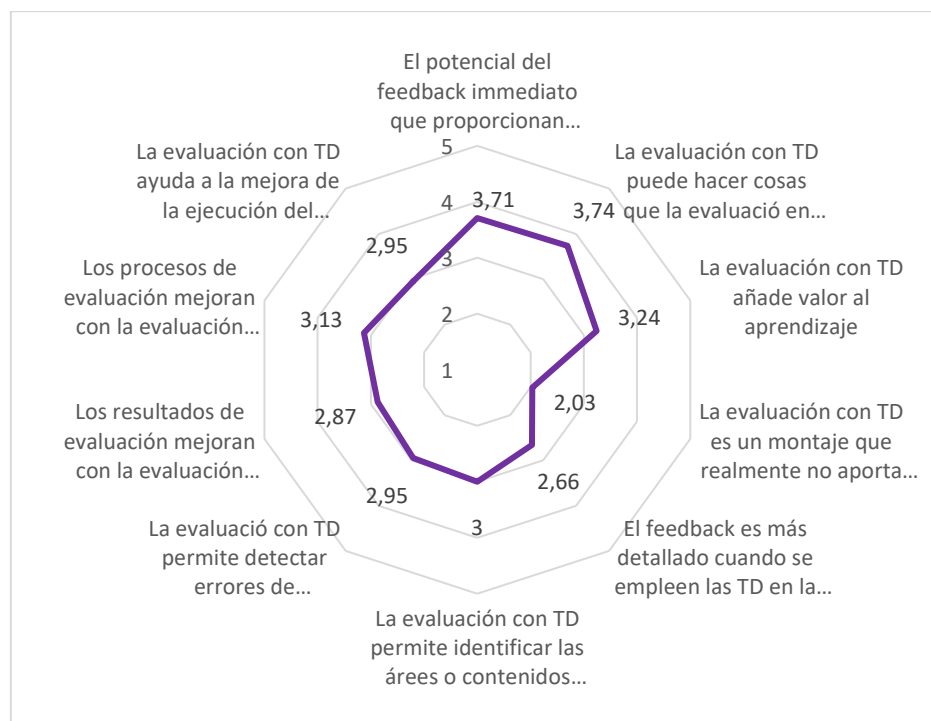 El potencial del
feedback immediato
que proporcionan...
La evaluación con TD
puede hacer cosas
que la evaluació en...
La evaluación con TD
añade valor al
aprendizaje
La evaluación con TD
es un montaje que
realmente no aporta...
El feedback es más
detallado cuando se
empleen las TD en la...
La evaluación con TD
permite identificar las
árees o contenidos...
La evaluació con TD
permite detectar
errores de...
Los resultados de
evaluación mejoran
con la evaluación...
Los procesos de
evaluación mejoran
con la evaluación...
La evaluación con TD
ayuda a la mejora de
la ejecución del...
5
4
3
2
1
3,71
3,74
3,24
2,03
2,66
3
2,95
2,87
3,13
2,95